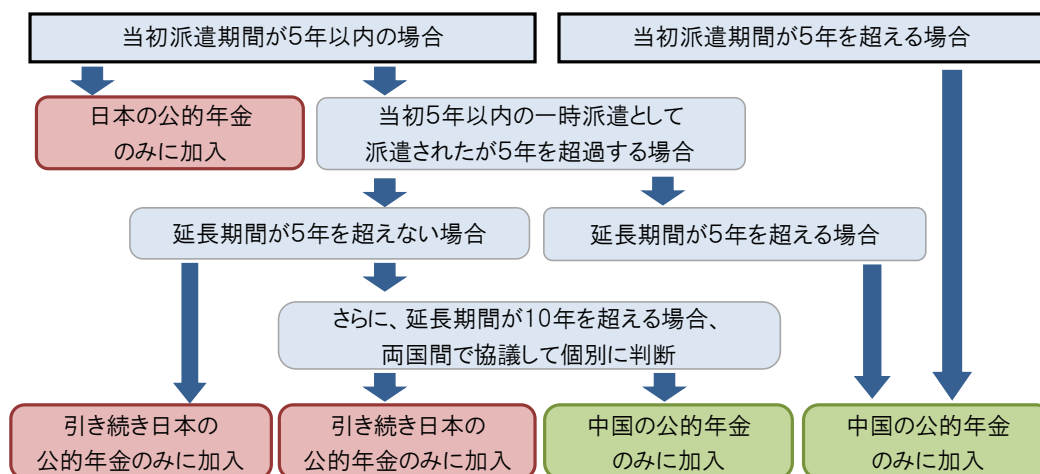 当初派遣期間が5年以内の場合
当初派遣期間が5年を超える場合
日本の公的年金
のみに加入
当初5年以内の一時派遣として
派遣されたが5年を超過する場合
延長期間が5年を超えない場合
延長期間が5年を超える場合
さらに、延長期間が10年を超える場合、
両国間で協議して個別に判断
引き続き日本の
公的年金のみに加入
引き続き日本の
公的年金のみに加入
中国の公的年金
のみに加入
中国の公的年金
のみに加入